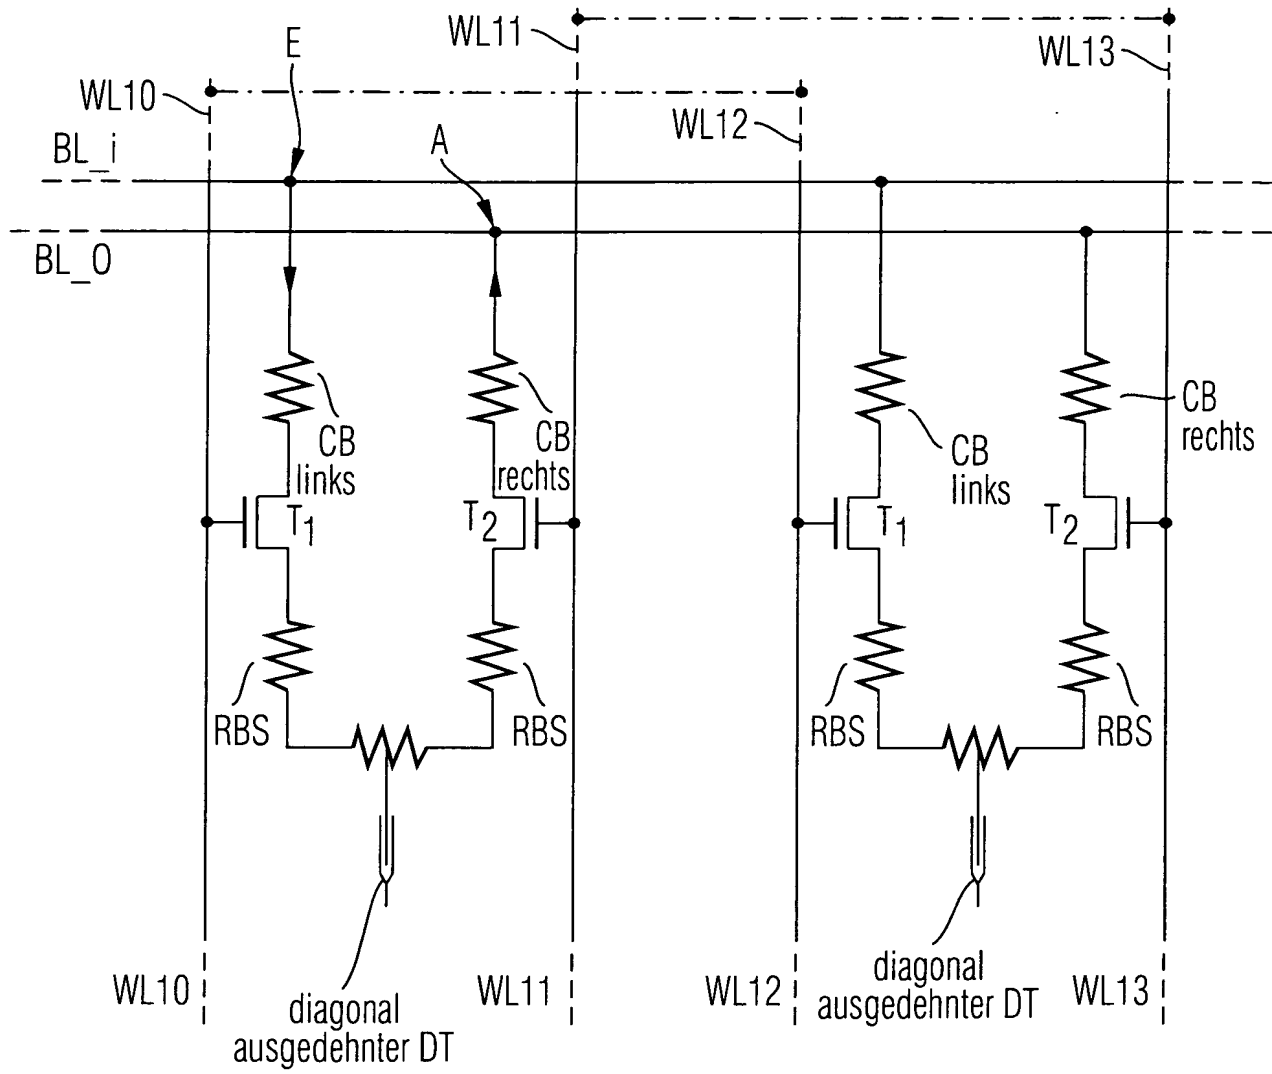 WL11
WL13
E
WL10
WL12
BL_i
A
BL_0
CB
links
CB
rechts
CB
links
CB
rechts
T1
T2
T1
T2
RBS
RBS
RBS
RBS
WL10
WL11
WL12
WL13
diagonal
ausgedehnter DT
diagonal
ausgedehnter DT